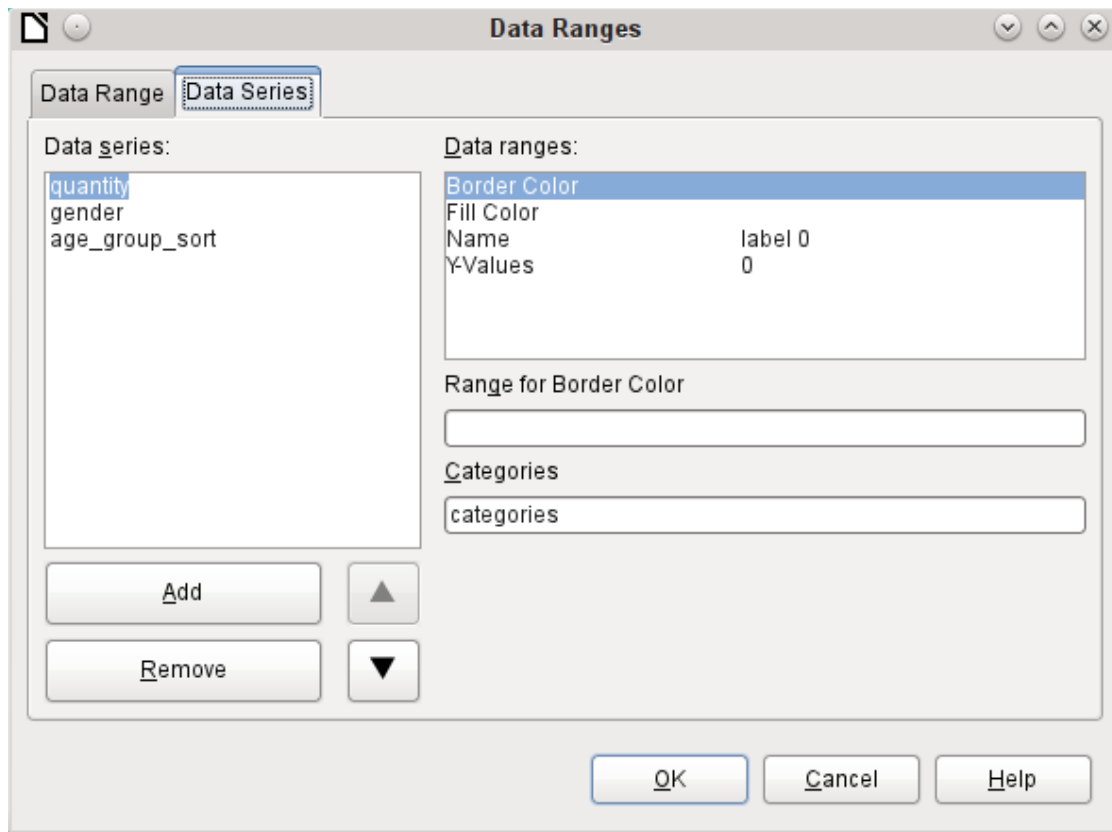 Data Ranges
Data Range
Data Series
Data series:
quantity
gender
age_group_sort
Add
Remove
Data ranges:
Border Color
Fill Color
Name label 0
Y-Values 0
Range for Border Color
Categories
categories
OK
Cancel
Help